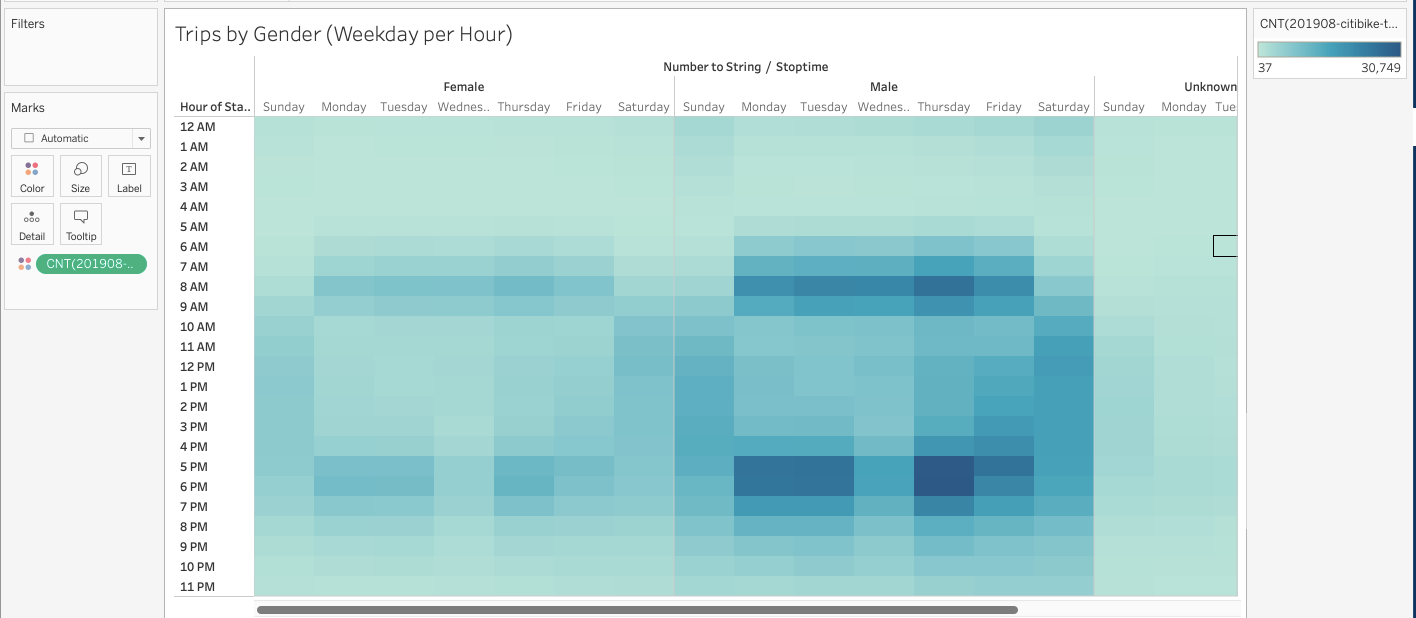 Filters
Marks
Automatic
Color
Size
Label
Detail
Tooltip
CNT(201908-..
Trips by Gender (Weekday per Hour)
Number to String / Stoptime
Female Male Unknown
Hour of Sta.. Sunday Monday Tuesday Wednes.. Thursday Friday Saturday Sunday Monday Tuesday Wednes.. Thursday Friday Saturday Sunday Monday Tue
12 AM
1 AM
2 AM
3 AM
4 AM
5 AM
6 AM
7 AM
8 AM
9 AM
10 AM
11 AM
12 PM
1 PM
2 PM
3 PM
4 PM
5 PM
6 PM
7 PM
8 PM
9 PM
10 PM
11 PM
CNT(201908-citibike-t...
37 30,749